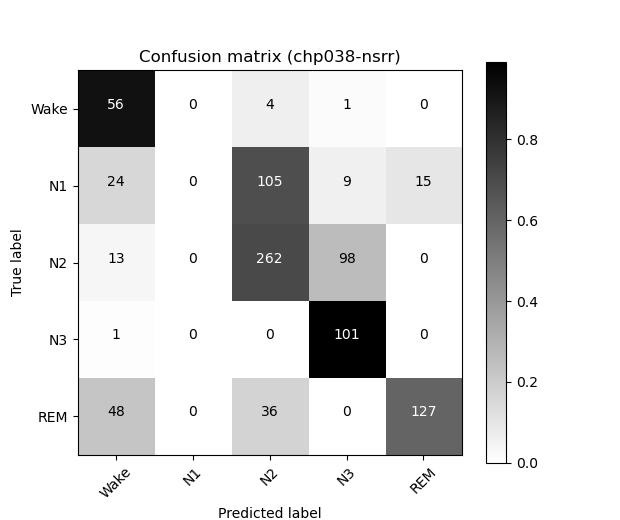 Confusion matrix (chp038-nsrr)
True label
Wake 56 0 4 1 0
N1 24 0 105 9 15
N2 13 0 262 98 0
N3 1 0 0 101 0
REM 48 0 36 0 127
Wake N1 N2 N3 REM
Predicted label
0.8
0.6
0.4
0.2
0.0